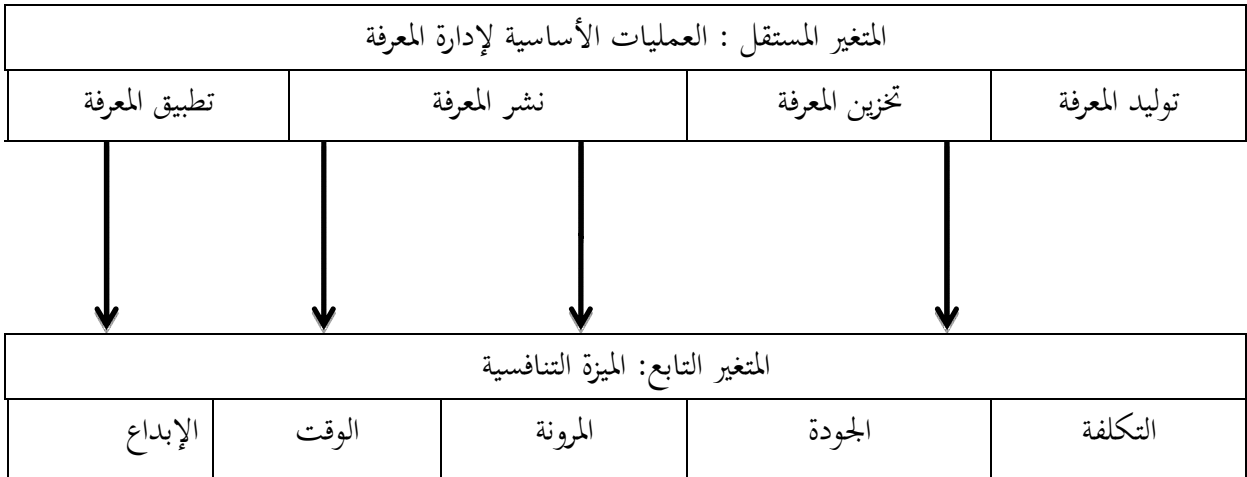 المتغير المستقل : العمليات الأساسية لإدارة المعرفة
توليد المعرفة تخزين المعرفة نشر المعرفة تطبيق المعرفة
المتغير التابع: الميزة التنافسية
التكلفة الجودة المرونة الوقت الإبداع